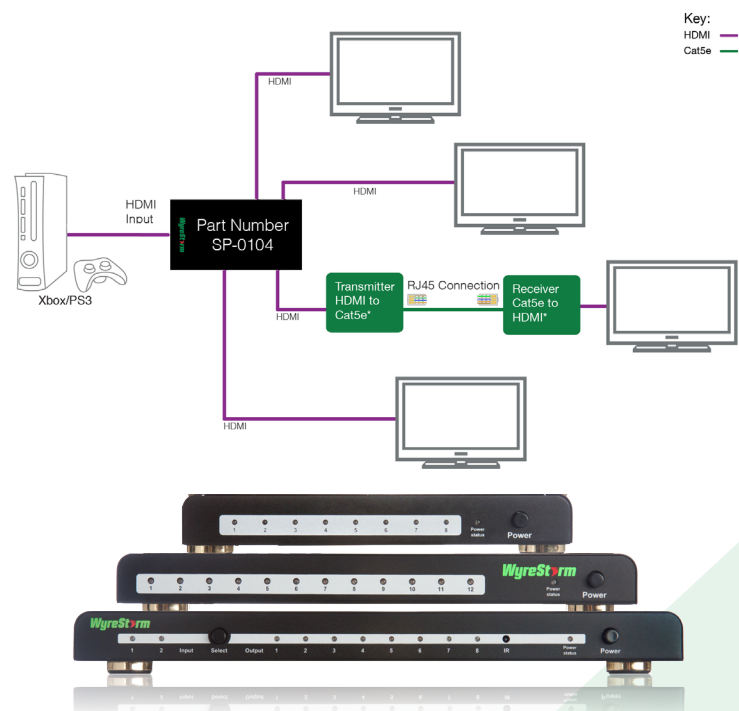 Key:
HDMI
Cat5e
HDMI
HDMI
HDMI
Input
WyreStorm
Part Number
SP-0104
Xbox/PS3
Transmitter
HDMI to
Cat5e*
RJ45 Connection
Receiver
Cat5e to
HDMI*
HDMI
HDMI
1 2 3 4 5 6 7 8
Power
status
Power
WyreStorm
1 2 3 4 5 6 7 8 9 10 11 12
Power
status
Power
WyreStorm
1 2 Input Select Output 1 2 3 4 5 6 7 8 IR
Power
status
Power